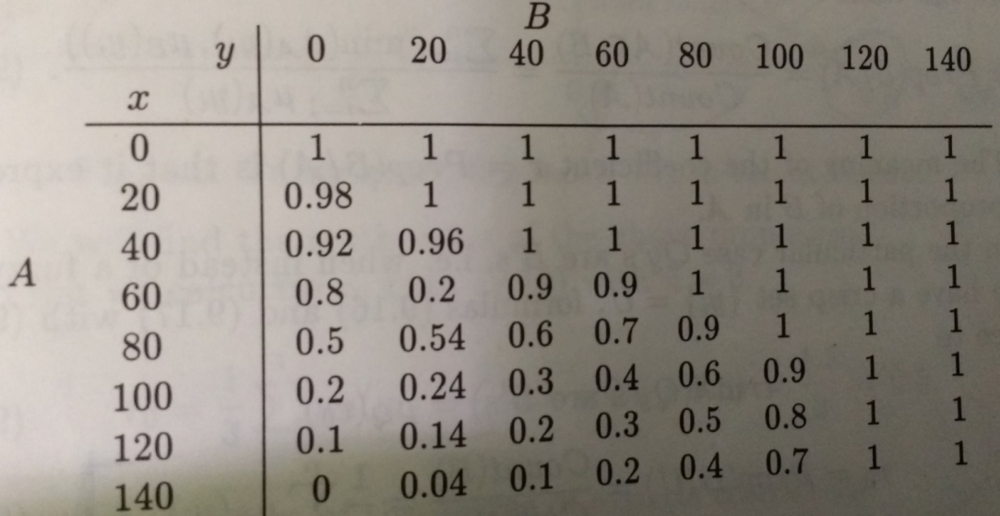 B
y 0 20 40 60 80 100 120 140
x
0 1 1 1 1 1 1 1 1
20 0.98 1 1 1 1 1 1 1
40 0.92 0.96 1 1 1 1 1 1
A
60 0.8 0.2 0.9 0.9 1 1 1 1
80 0.5 0.54 0.6 0.7 0.9 1 1 1
100 0.2 0.24 0.3 0.4 0.6 0.9 1 1
120 0.1 0.14 0.2 0.3 0.5 0.8 1 1
140 0 0.04 0.1 0.2 0.4 0.7 1 1